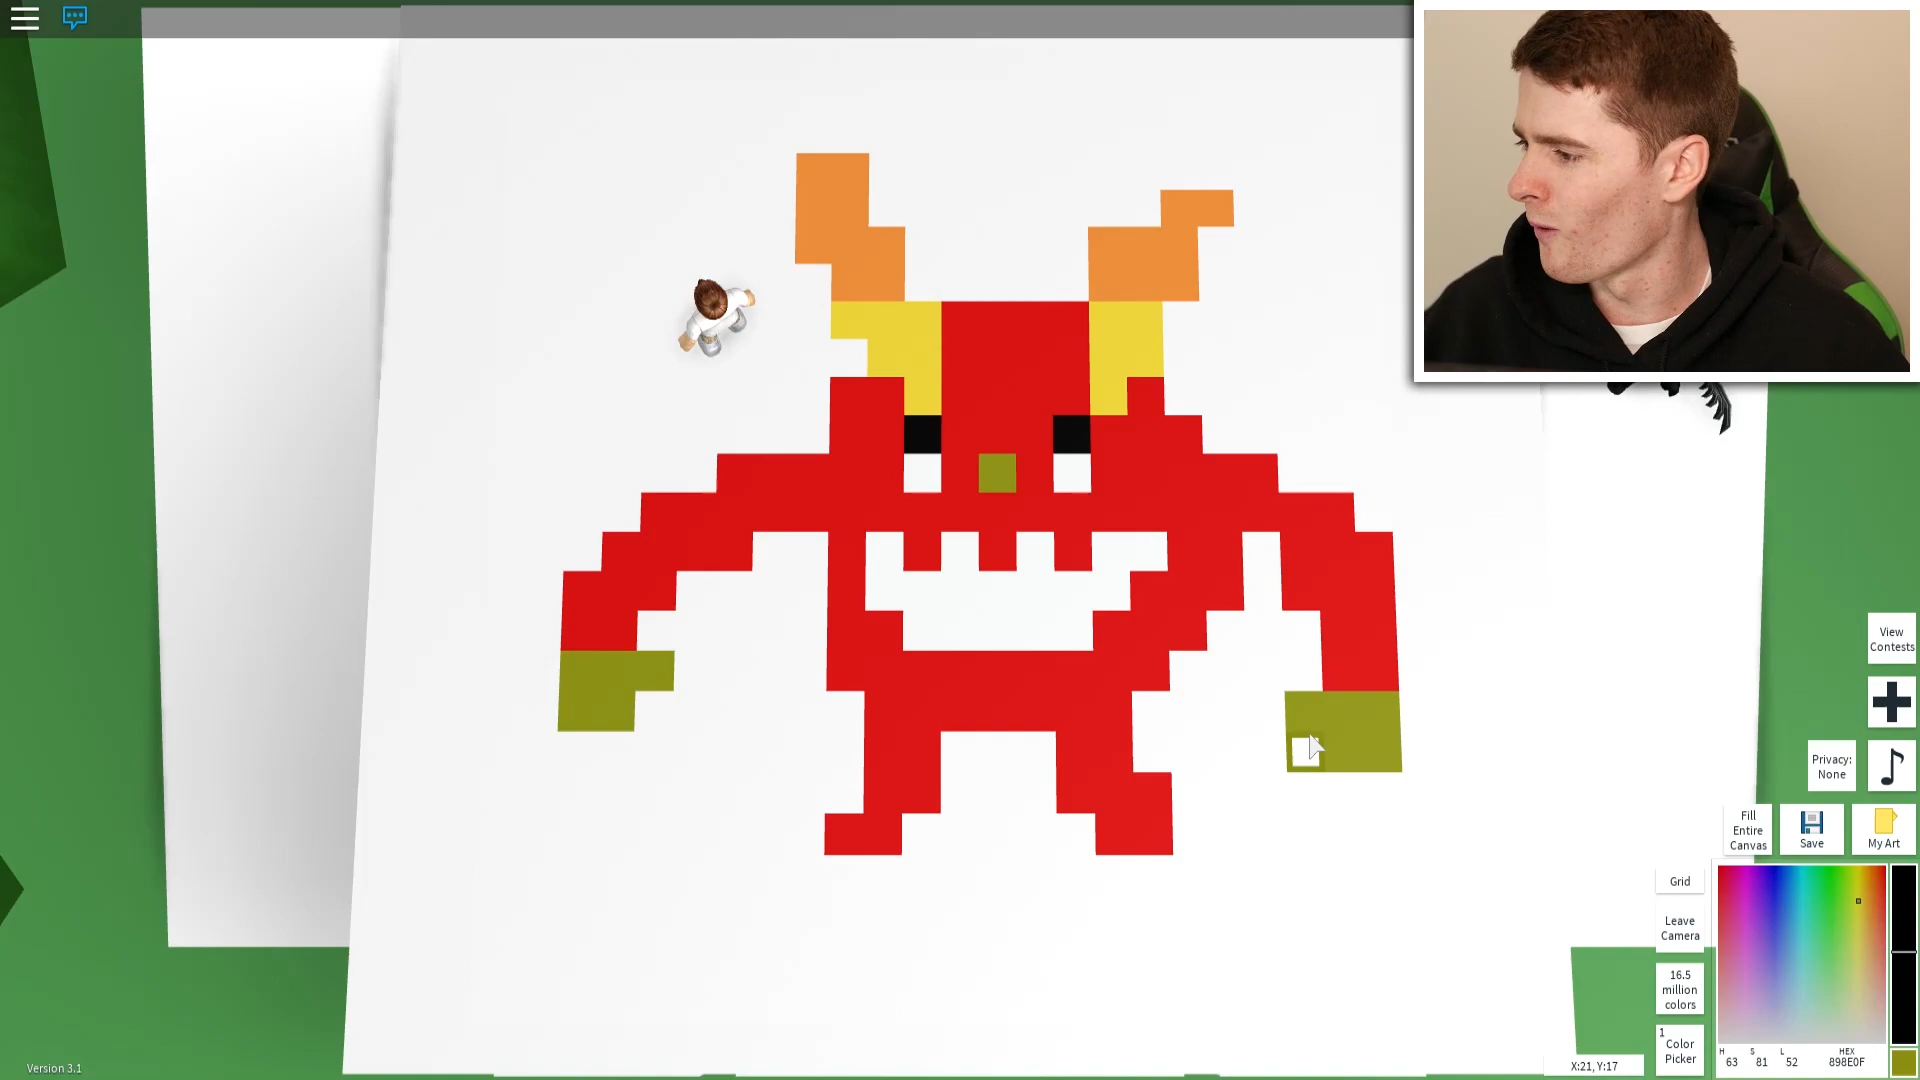 View
Contests
Privacy:
None
Fill
Entire
Canvas
Save
My Art
Grid
Leave
Camera
16.5
million
colors
1
Color
Picker
H S L HEX
63 81 52 898E0F
X:21, Y:17
Version 3.1